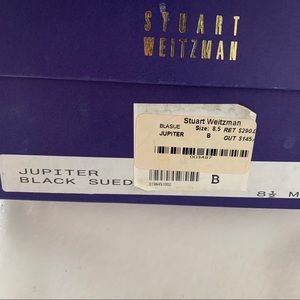 STUART
WEITZMAN
Stuart Weitzman
BLASUE Size: 8.5 RET $290.0
JUPITER B OUT $145.
003487
JUPITER
BLACK SUED
B
8½ M